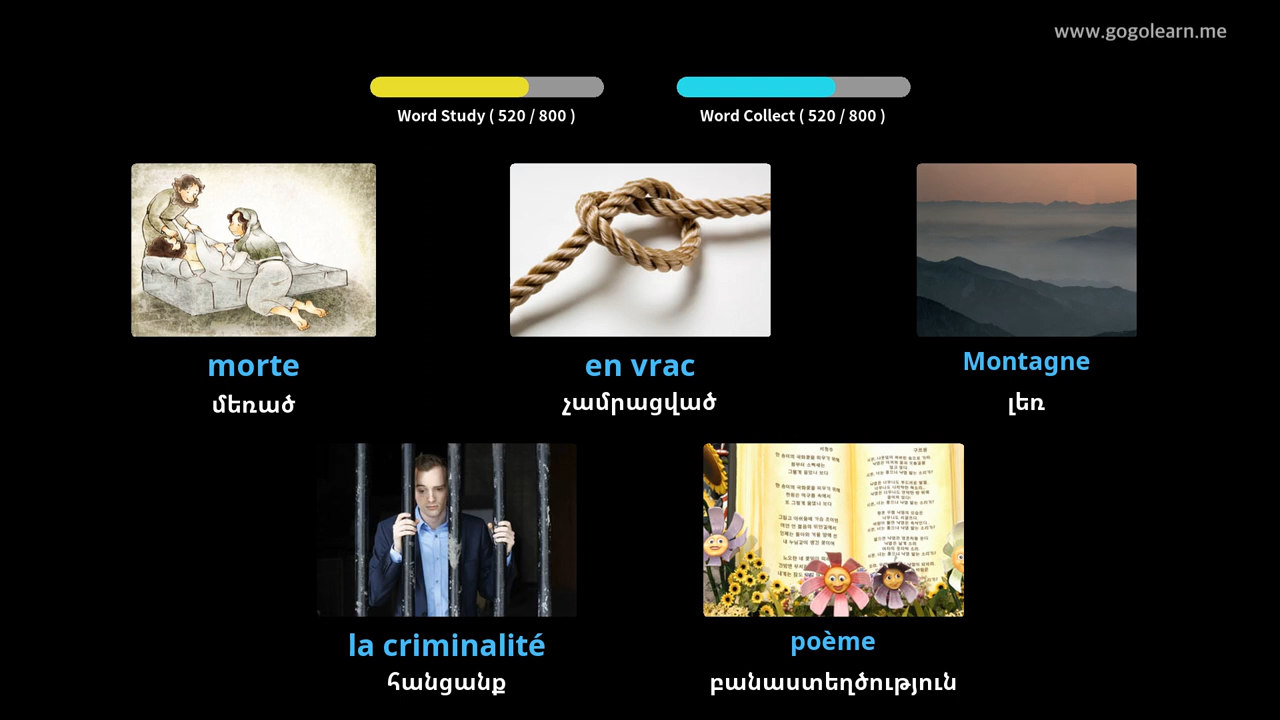 www.gogolearn.me
Word Study ( 520 / 800 )
Word Collect ( 520 / 800 )
morte
մեռած
en vrac
չամրացված
Montagne
լեռ
la criminalité
հանցանք
poème
բանաստեղծություն